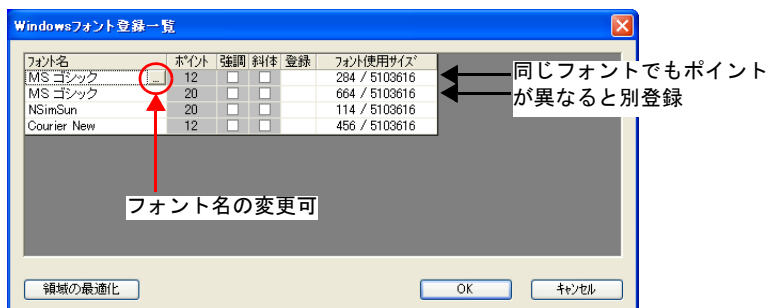 Windowsフォント登録一覧
フォント名 ポイント 強調 斜体 登録 フォント使用サイズ
MS ゴシック ... 12 284 / 5103616
MS ゴシック 20 664 / 5103616
NSimSun 20 114 / 5103616
Courier New 12 456 / 5103616
同じフォントでもポイント
が異なると別登録
フォント名の変更可
領域の最適化 OK キャンセル